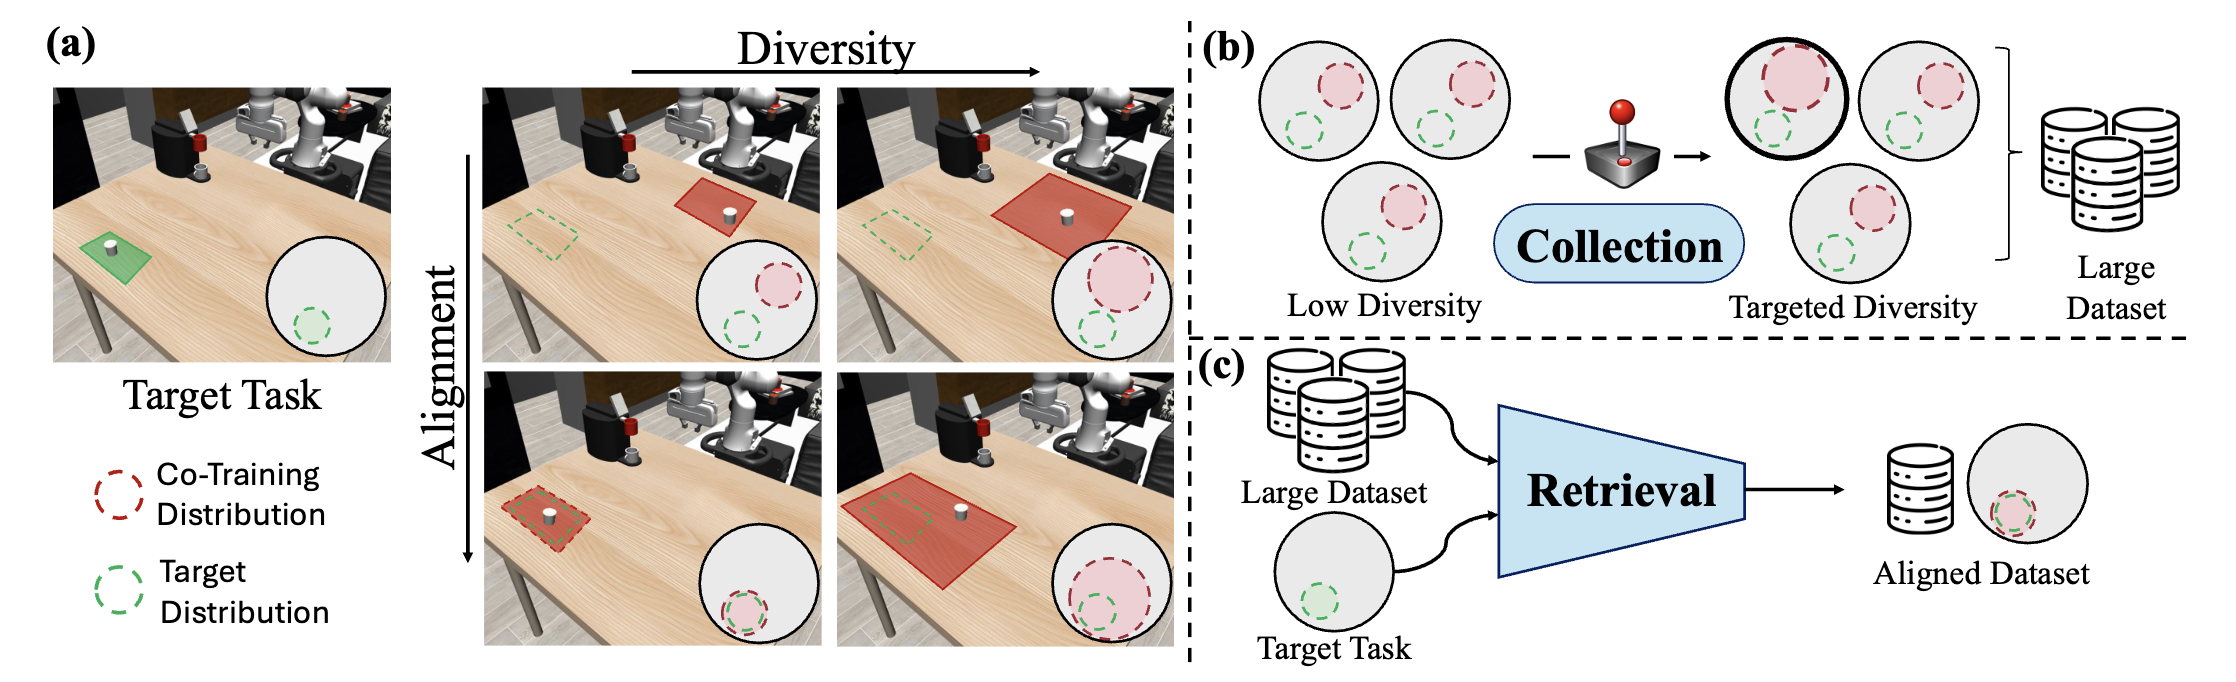 (a)
Diversity
Alignment
Target Task
Co-Training
Distribution
Target
Distribution
(b)
Low Diversity
Collection
Targeted Diversity
Large
Dataset
(c)
Large Dataset
Target Task
Retrieval
Aligned Dataset